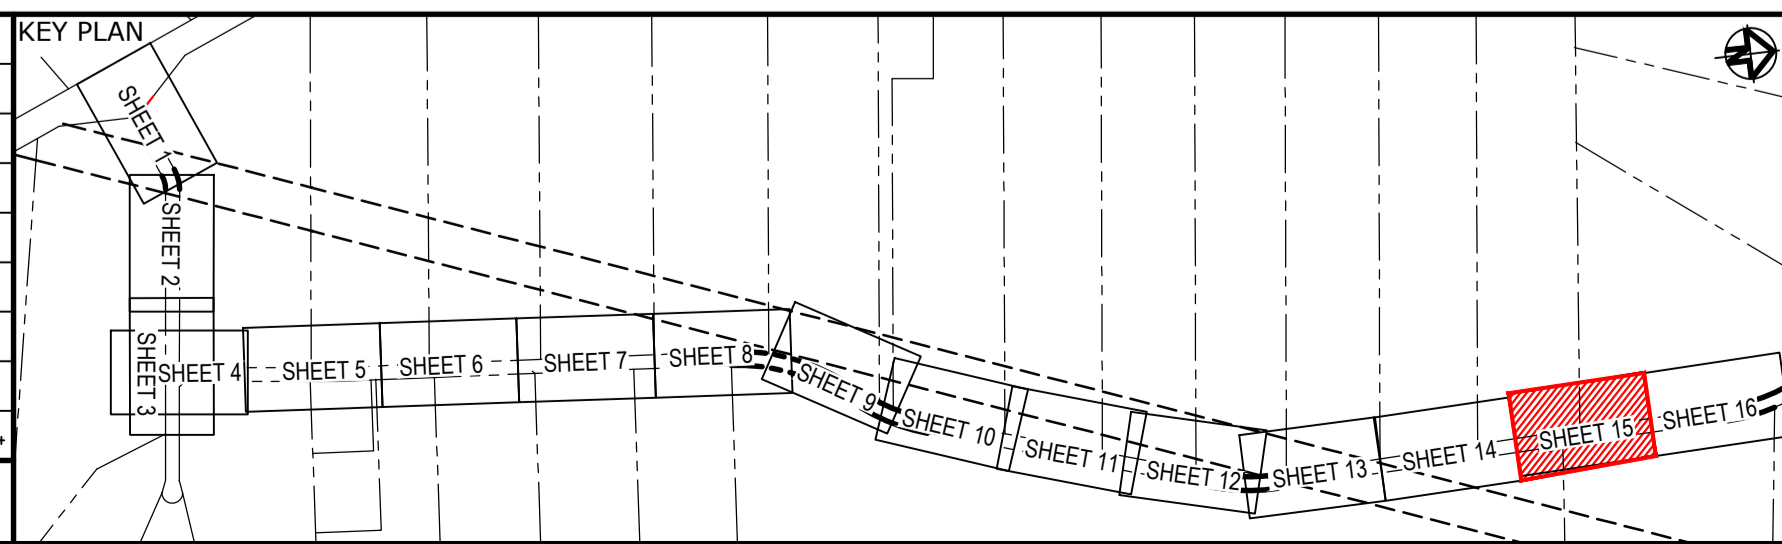 KEY PLAN
N
SHEET 1
SHEET 2
SHEET 3
SHEET 4
SHEET 5
SHEET 6
SHEET 7
SHEET 8
SHEET 9
SHEET 10
SHEET 11
SHEET 12
SHEET 13
SHEET 14
SHEET 15
SHEET 16